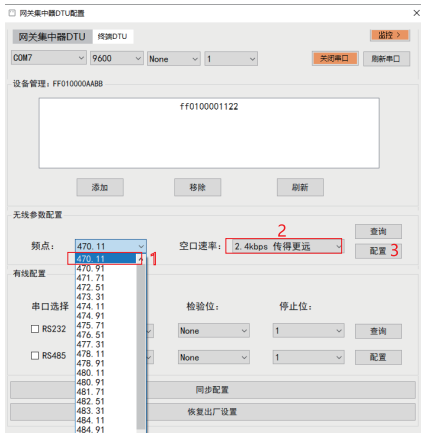 网关集中器DTU配置
网关集中器DTU 终端DTU 监控 >
COM7 9600 None 1 关闭串口 刷新串口
设备管理: FF010000AABB
ff0100001122
添加 移除 刷新
无线参数配置
2
查询
频点: 470.11 空口速率: 2.4kbps 传得更远 配置 3
470.11 1
470.91
471.71
有线配置
472.51
473.31
串口选择 474.11 检验位: 停止位:
474.91
475.71
RS232 476.51 None 1 查询
477.31
478.11
RS485 478.91 None 1 配置
480.11
480.91
481.71 同步配置
482.51
483.31 恢复出厂设置
484.11
484.91